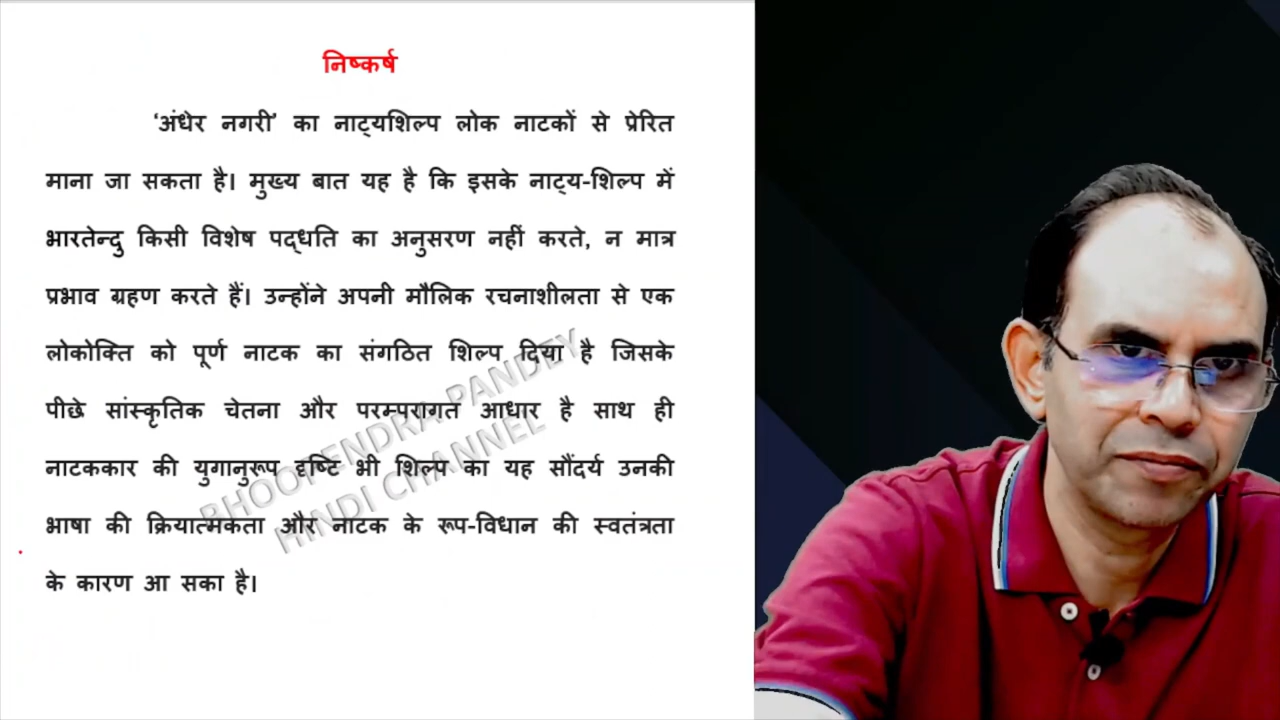 निष्कर्ष
'अंधेर नगरी' का नाट्यशिल्प लोक नाटकों से प्रेरित
माना जा सकता है। मुख्य बात यह है कि इसके नाट्य-शिल्प में
भारतेन्दु किसी विशेष पद्धति का अनुसरण नहीं करते, न मात्र
प्रभाव ग्रहण करते हैं। उन्होंने अपनी मौलिक रचनाशीलता से एक
लोकोक्ति को पूर्ण नाटक का संगठित शिल्प दिया है जिसके
पीछे सांस्कृतिक चेतना और परम्परागत आधार है साथ ही
नाटककार की युगानुरूप दृष्टि भी शिल्प का यह सौंदर्य उनकी
भाषा की क्रियात्मकता और नाटक के रूप-विधान की स्वतंत्रता
के कारण आ सका है।
BHOOPENDRA PANDEY
HINDI CHANNEL